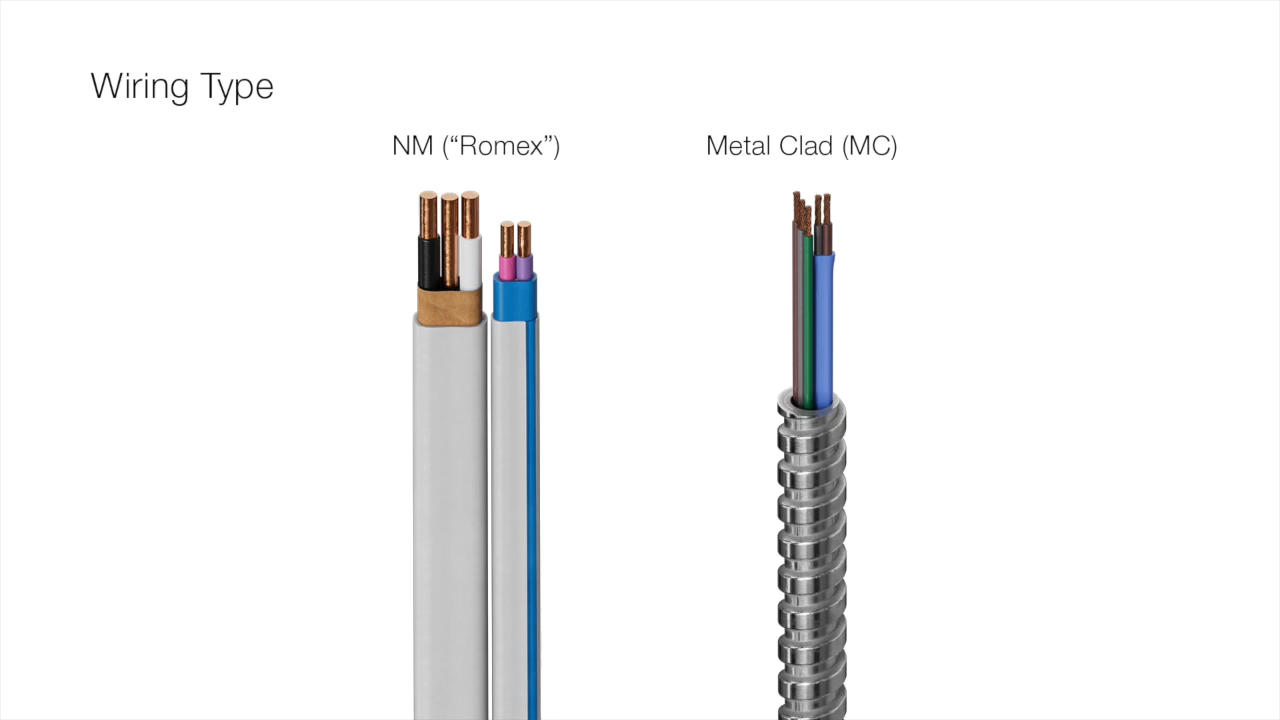 Wiring Type
NM (“Romex”)
Metal Clad (MC)